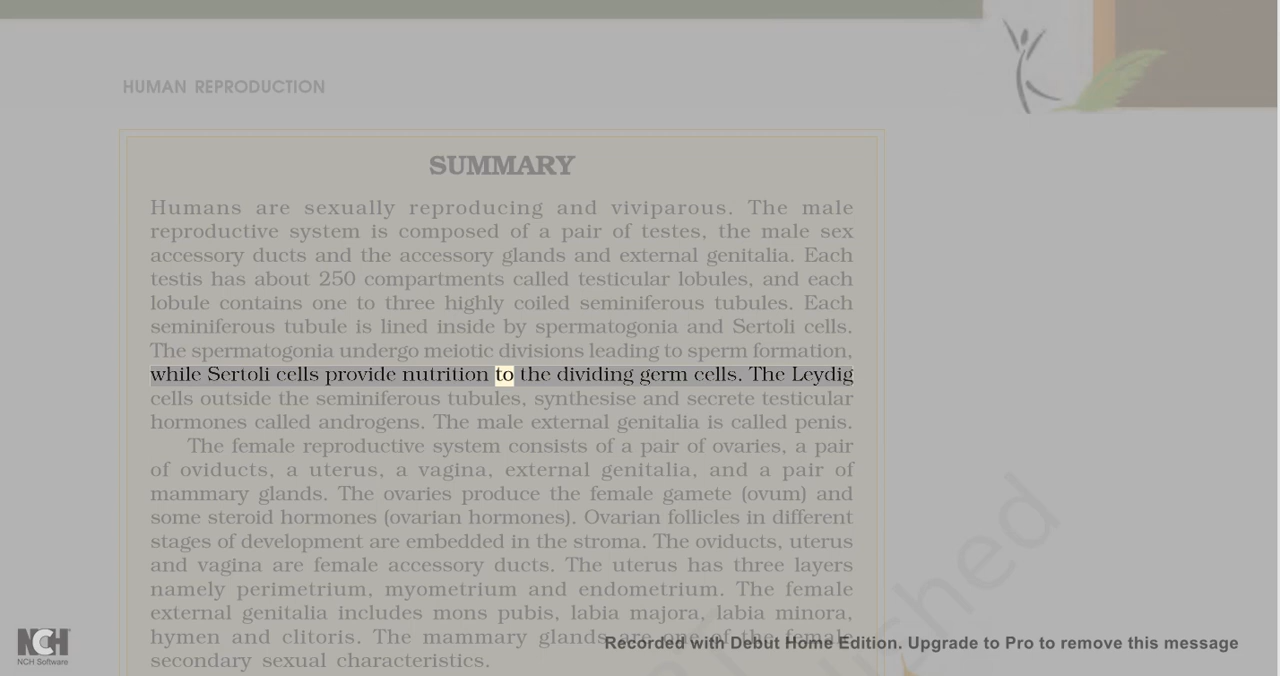 HUMAN REPRODUCTION
SUMMARY
Humans are sexually reproducing and viviparous. The male
reproductive system is composed of a pair of testes, the male sex
accessory ducts and the accessory glands and external genitalia. Each
testis has about 250 compartments called testicular lobules, and each
lobule contains one to three highly coiled seminiferous tubules. Each
seminiferous tubule is lined inside by spermatogonia and Sertoli cells.
The spermatogonia undergo meiotic divisions leading to sperm formation,
while Sertoli cells provide nutrition to the dividing germ cells. The Leydig
cells outside the seminiferous tubules, synthesise and secrete testicular
hormones called androgens. The male external genitalia is called penis.
The female reproductive system consists of a pair of ovaries, a pair
of oviducts, a uterus, a vagina, external genitalia, and a pair of
mammary glands. The ovaries produce the female gamete (ovum) and
some steroid hormones (ovarian hormones). Ovarian follicles in different
stages of development are embedded in the stroma. The oviducts, uterus
and vagina are female accessory ducts. The uterus has three layers
namely perimetrium, myometrium and endometrium. The female
external genitalia includes mons pubis, labia majora, labia minora,
hymen and clitoris. The mammary glands are one of the female
secondary sexual characteristics.
NCH
NCH Software
Recorded with Debut Home Edition. Upgrade to Pro to remove this message